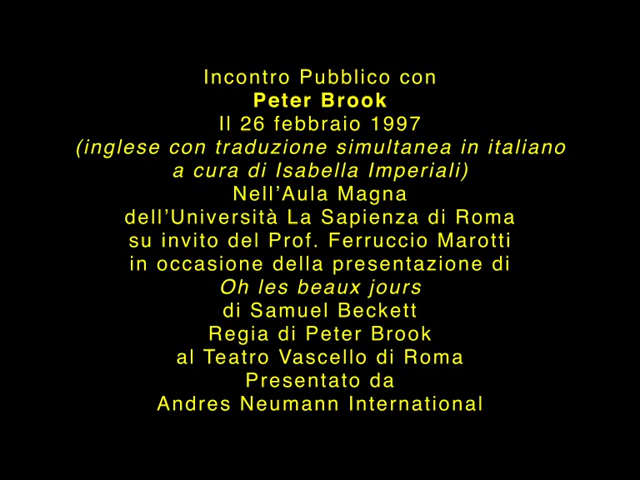 Incontro Pubblico con
Peter Brook
Il 26 febbraio 1997
(inglese con traduzione simultanea in italiano
a cura di Isabella Imperiali)
Nell'Aula Magna
dell'Università La Sapienza di Roma
su invito del Prof. Ferruccio Marotti
in occasione della presentazione di
Oh les beaux jours
di Samuel Beckett
Regia di Peter Brook
al Teatro Vascello di Roma
Presentato da
Andres Neumann International